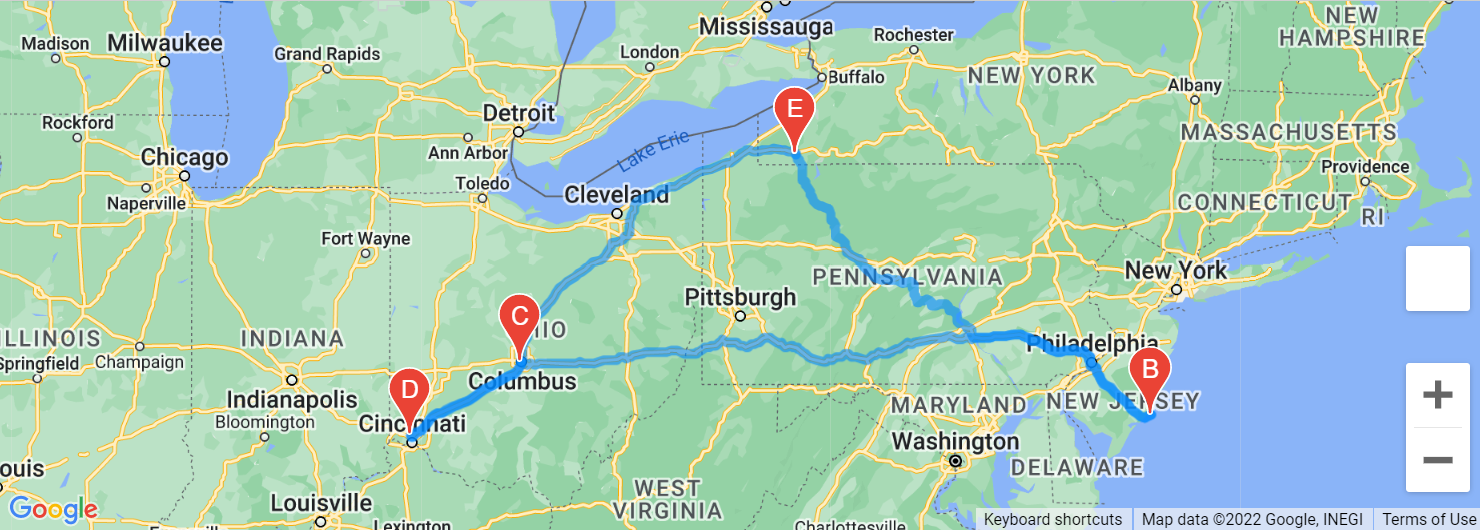 NEW
HAMPSHIRE
Mississauga
Rochester
Madison
Milwaukee
Grand Rapids
London
Buffalo
NEW YORK
Albany
E
Detroit
Rockford
MASSACHUSETTS
Ann Arbor
Lake Erie
Chicago
Providence
Toledo
Cleveland
Naperville
CONNECTICUT
RI
Fort Wayne
New York
PENNSYLVANIA
Pittsburgh
C
HIO
ILLINOIS
INDIANA
Philadelphia
Springfield
Champaign
B
Columbus
D
Indianapolis
MARYLAND
NEW JERSEY
Bloomington
Cincinnati
Washington
ouis
DELAWARE
WEST
VIRGINIA
Louisville
Google
Lexington
Charlottesville
+
−
Keyboard shortcuts
Map data ©2022 Google, INEGI
Terms of Use